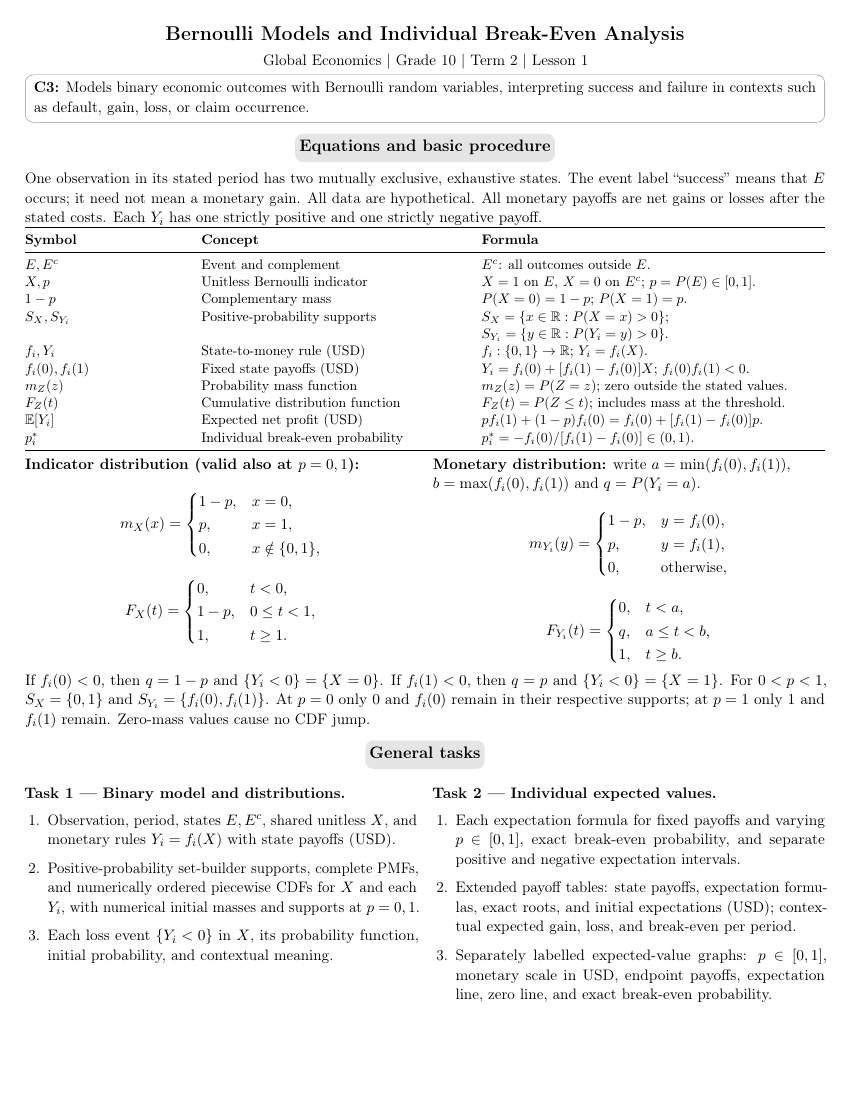 Bernoulli Models and Individual Break-Even Analysis
Global Economics | Grade 10 | Term 2 | Lesson 1
C3: Models binary economic outcomes with Bernoulli random variables, interpreting success and failure in contexts such
as default, gain, loss, or claim occurrence.
Equations and basic procedure
One observation in its stated period has two mutually exclusive, exhaustive states. The event label “success” means that E
occurs; it need not mean a monetary gain. All data are hypothetical. All monetary payoffs are net gains or losses after the
stated costs. Each Y_i has one strictly positive and one strictly negative payoff.
Symbol Concept Formula
E, E^c Event and complement E^c: all outcomes outside E.
X, p Unitless Bernoulli indicator X = 1 on E, X = 0 on E^c; p = P(E) ∈ [0, 1].
1 − p Complementary mass P(X = 0) = 1 − p; P(X = 1) = p.
S_X, S_{Y_i} Positive-probability supports S_X = {x ∈ ℝ : P(X = x) > 0};
S_{Y_i} = {y ∈ ℝ : P(Y_i = y) > 0}.
f_i, Y_i State-to-money rule (USD) f_i : {0, 1} → ℝ; Y_i = f_i(X).
f_i(0), f_i(1) Fixed state payoffs (USD) Y_i = f_i(0) + [f_i(1) − f_i(0)]X; f_i(0)f_i(1) < 0.
m_Z(z) Probability mass function m_Z(z) = P(Z = z); zero outside the stated values.
F_Z(t) Cumulative distribution function F_Z(t) = P(Z ≤ t); includes mass at the threshold.
𝔼[Y_i] Expected net profit (USD) pf_i(1) + (1 − p)f_i(0) = f_i(0) + [f_i(1) − f_i(0)]p.
p_i^* Individual break-even probability p_i^* = −f_i(0)/[f_i(1) − f_i(0)] ∈ (0, 1).
Indicator distribution (valid also at p = 0, 1):
m_X(x) = { 1 − p, x = 0,
p, x = 1,
0, x ∉ {0, 1},
F_X(t) = { 0, t < 0,
1 − p, 0 ≤ t < 1,
1, t ≥ 1.
Monetary distribution: write a = min(f_i(0), f_i(1)),
b = max(f_i(0), f_i(1)) and q = P(Y_i = a).
m_{Y_i}(y) = { 1 − p, y = f_i(0),
p, y = f_i(1),
0, otherwise,
F_{Y_i}(t) = { 0, t < a,
q, a ≤ t < b,
1, t ≥ b.
If f_i(0) < 0, then q = 1 − p and {Y_i < 0} = {X = 0}. If f_i(1) < 0, then q = p and {Y_i < 0} = {X = 1}. For 0 < p < 1,
S_X = {0, 1} and S_{Y_i} = {f_i(0), f_i(1)}. At p = 0 only 0 and f_i(0) remain in their respective supports; at p = 1 only 1 and
f_i(1) remain. Zero-mass values cause no CDF jump.
General tasks
Task 1 — Binary model and distributions.
1. Observation, period, states E, E^c, shared unitless X, and
monetary rules Y_i = f_i(X) with state payoffs (USD).
2. Positive-probability set-builder supports, complete PMFs,
and numerically ordered piecewise CDFs for X and each
Y_i, with numerical initial masses and supports at p = 0, 1.
3. Each loss event {Y_i < 0} in X, its probability function,
initial probability, and contextual meaning.
Task 2 — Individual expected values.
1. Each expectation formula for fixed payoffs and varying
p ∈ [0, 1], exact break-even probability, and separate
positive and negative expectation intervals.
2. Extended payoff tables: state payoffs, expectation formu-
las, exact roots, and initial expectations (USD); contex-
tual expected gain, loss, and break-even per period.
3. Separately labelled expected-value graphs: p ∈ [0, 1],
monetary scale in USD, endpoint payoffs, expectation
line, zero line, and exact break-even probability.